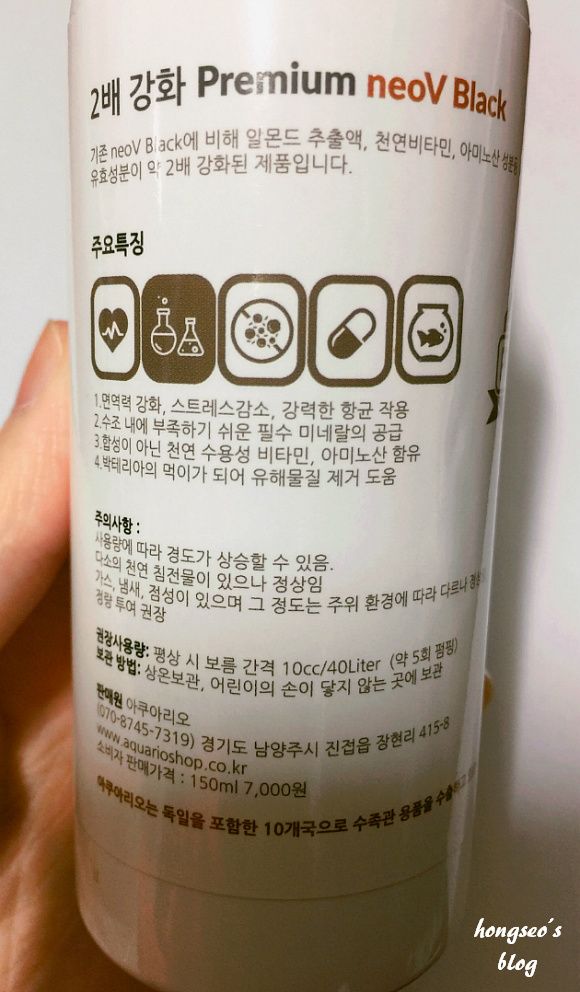 2배 강화 Premium neoV Black
기존 neoV Black에 비해 알몬드 추출액, 천연비타민, 아미노산
유효성분이 약 2배 강화된 제품입니다.
주요특징
1.면역력 강화, 스트레스감소, 강력한 항균 작용
2.수조 내에 부족하기 쉬운 필수 미네랄의 공급
3.합성이 아닌 천연 수용성 비타민, 아미노산 함유
4.박테리아의 먹이가 되어 유해물질 제거 도움
주의사항 :
사용량에 따라 경도가 상승할 수 있음.
다소의 천연 침전물이 있으나 정상임
가스, 냄새, 점성이 있으며 그 정도는 주위 환경에 따라 다르나
정량 투여 권장
권장사용량: 평상 시 보름 간격 10cc/40Liter (약 5회 펌핑)
보관 방법: 상온보관, 어린이의 손이 닿지 않는 곳에 보관
판매원 아쿠아리오
(070-8745-7319) 경기도 남양주시 진접읍 장현리 415-8
www.aquarioshop.co.kr
소비자 판매가격 : 150ml 7,000원
아쿠아리오는 독일을 포함한 10개국으로 수족관 용품을 수출하고
hongseo's
blog